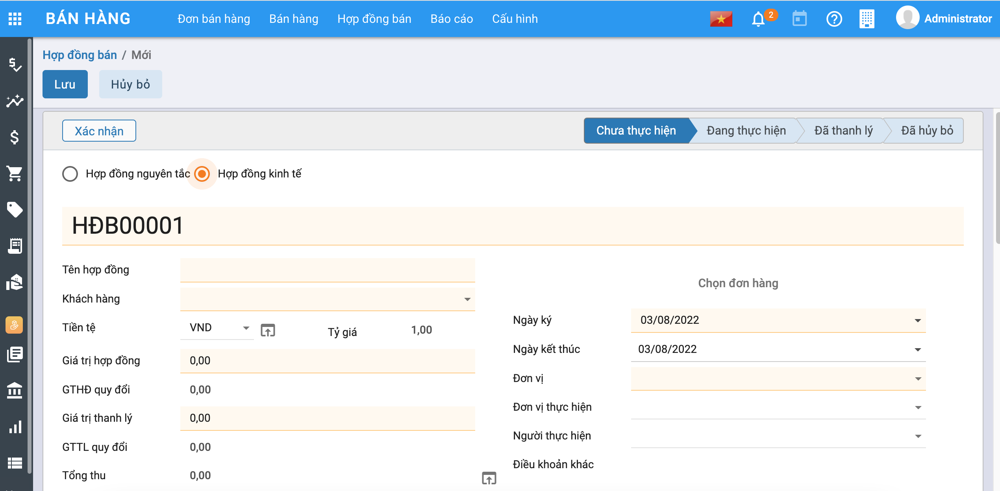 BÁN HÀNG Đơn bán hàng Bán hàng Hợp đồng bán Báo cáo Cấu hình 2 Administrator
Hợp đồng bán / Mới
Lưu Hủy bỏ
Xác nhận Chưa thực hiện Đang thực hiện Đã thanh lý Đã hủy bỏ
Hợp đồng nguyên tắc Hợp đồng kinh tế
HĐB00001
Tên hợp đồng
Chọn đơn hàng
Khách hàng
Ngày ký 03/08/2022
Tiền tệ VND Tỷ giá 1,00
Ngày kết thúc 03/08/2022
Giá trị hợp đồng 0,00
Đơn vị
GTHĐ quy đổi 0,00
Đơn vị thực hiện
Giá trị thanh lý 0,00
Người thực hiện
GTTL quy đổi 0,00
Điều khoản khác
Tổng thu 0,00